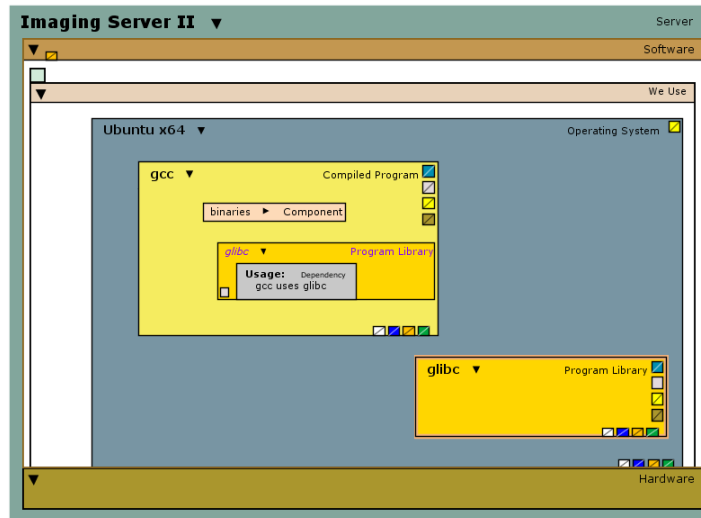 Imaging Server II Server
Software
We Use
Ubuntu x64 Operating System
gcc Compiled Program
binaries Component
glibc Program Library
Usage: Dependency
gcc uses glibc
glibc Program Library
Hardware